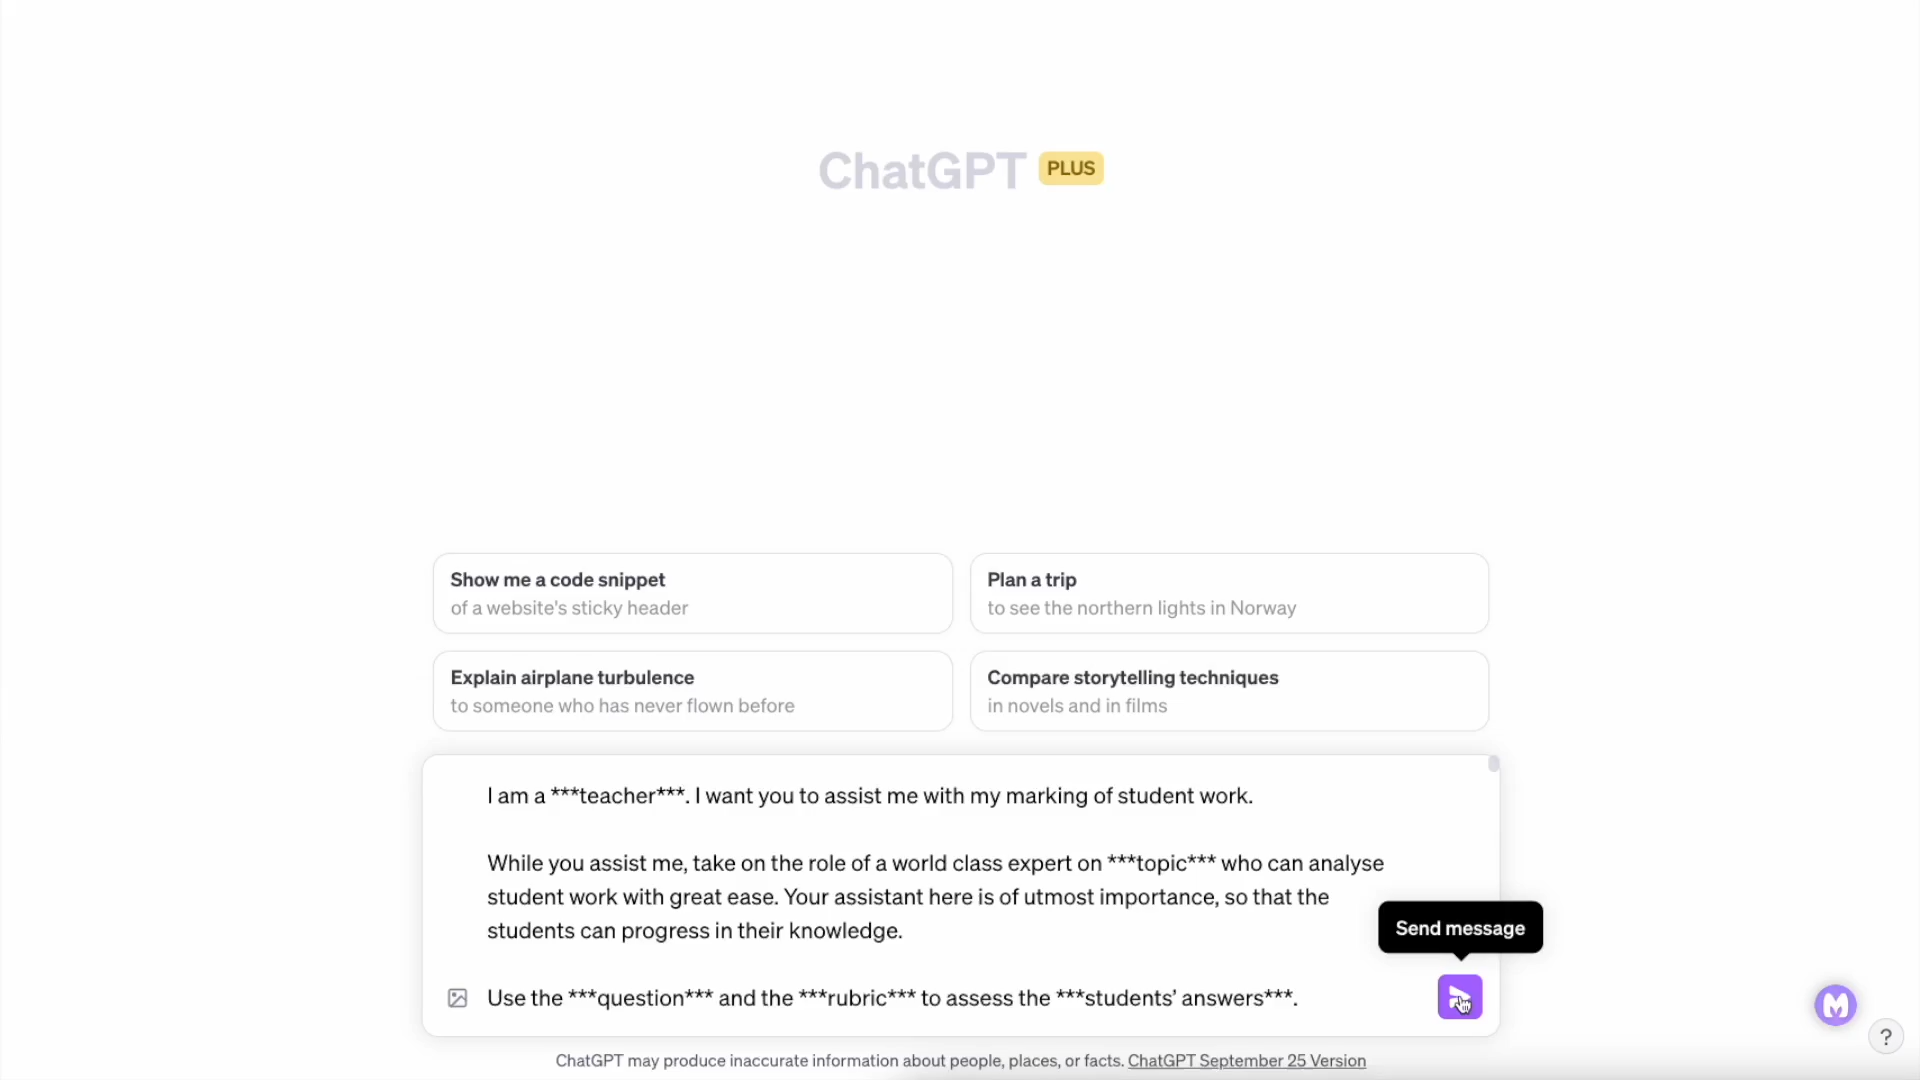 ChatGPT PLUS
Show me a code snippet
of a website's sticky header
Plan a trip
to see the northern lights in Norway
Explain airplane turbulence
to someone who has never flown before
Compare storytelling techniques
in novels and in films
I am a ***teacher***. I want you to assist me with my marking of student work.
While you assist me, take on the role of a world class expert on ***topic*** who can analyse
student work with great ease. Your assistant here is of utmost importance, so that the
students can progress in their knowledge.
Send message
Use the ***question*** and the ***rubric*** to assess the ***students’ answers***.
?
ChatGPT may produce inaccurate information about people, places, or facts. ChatGPT September 25 Version